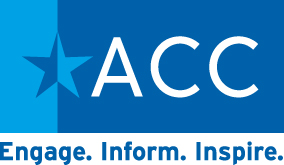 ACC
Engage. Inform. Inspire.